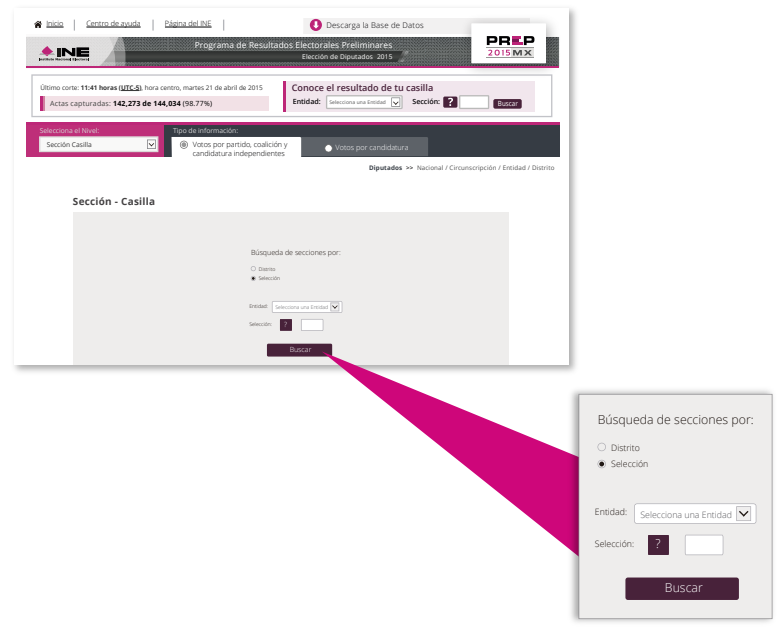 Inicio
Centro de ayuda
Página del INE
Descarga la Base de Datos
INE
Instituto Nacional Electoral
Programa de Resultados Electorales Preliminares
Elección de Diputados 2015
PREP
2015 MX
Último corte: 11:41 horas (UTC-5), hora centro, martes 21 de abril de 2015
Actas capturadas: 142,273 de 144,034 (98.77%)
Conoce el resultado de tu casilla
Entidad: Selecciona una Entidad Sección: ? Buscar
Selecciona el Nivel:
Sección Casilla
Tipo de información:
Votos por partido, coalición y
candidatura independientes
Votos por candidatura
Diputados >> Nacional / Circunscripción / Entidad / Distrito
Sección - Casilla
Búsqueda de secciones por:
Distrito
Selección
Entidad: Selecciona una Entidad
Selección: ?
Buscar
Búsqueda de secciones por:
Distrito
Selección
Entidad: Selecciona una Entidad
Selección: ?
Buscar